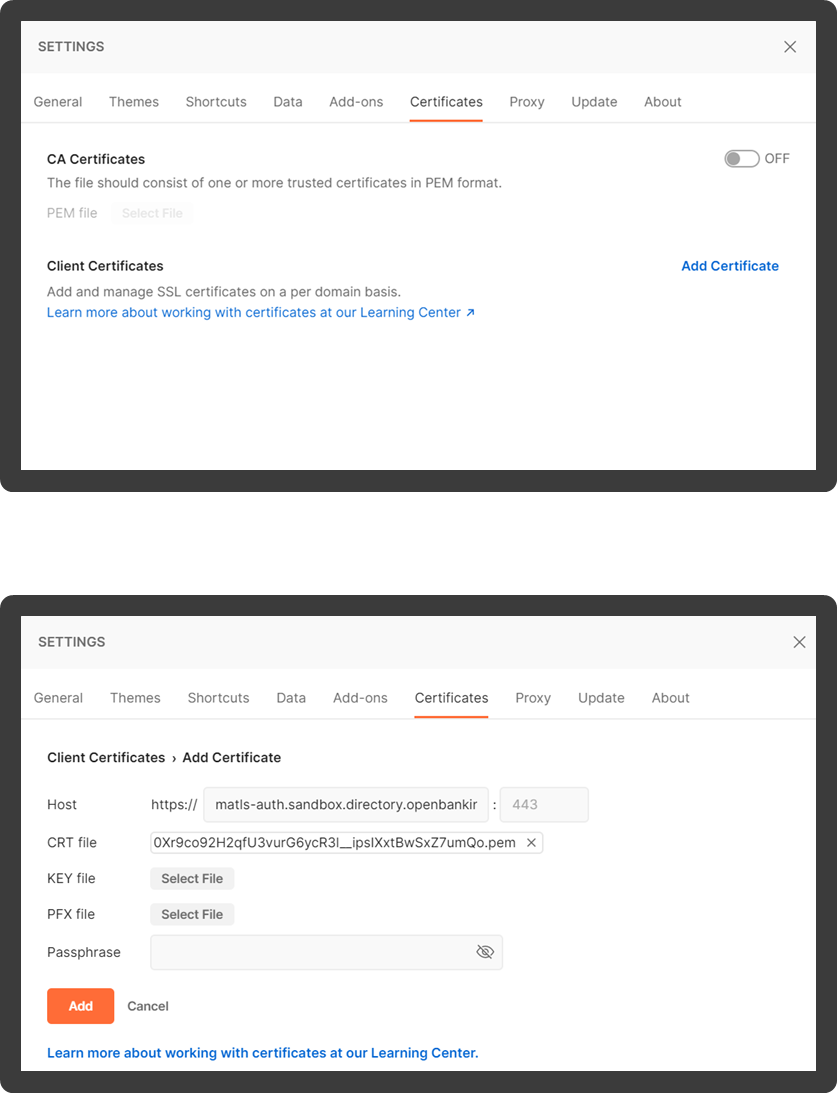 SETTINGS
General Themes Shortcuts Data Add-ons Certificates Proxy Update About
CA Certificates OFF
The file should consist of one or more trusted certificates in PEM format.
PEM file Select File
Client Certificates Add Certificate
Add and manage SSL certificates on a per domain basis.
Learn more about working with certificates at our Learning Center ↗
SETTINGS
General Themes Shortcuts Data Add-ons Certificates Proxy Update About
Client Certificates › Add Certificate
Host https:// matls-auth.sandbox.directory.openbankir : 443
CRT file 0Xr9co92H2qfU3vurG6ycR3l__ipsIXxtBwSxZ7umQo.pem
KEY file Select File
PFX file Select File
Passphrase
Add Cancel
Learn more about working with certificates at our Learning Center.